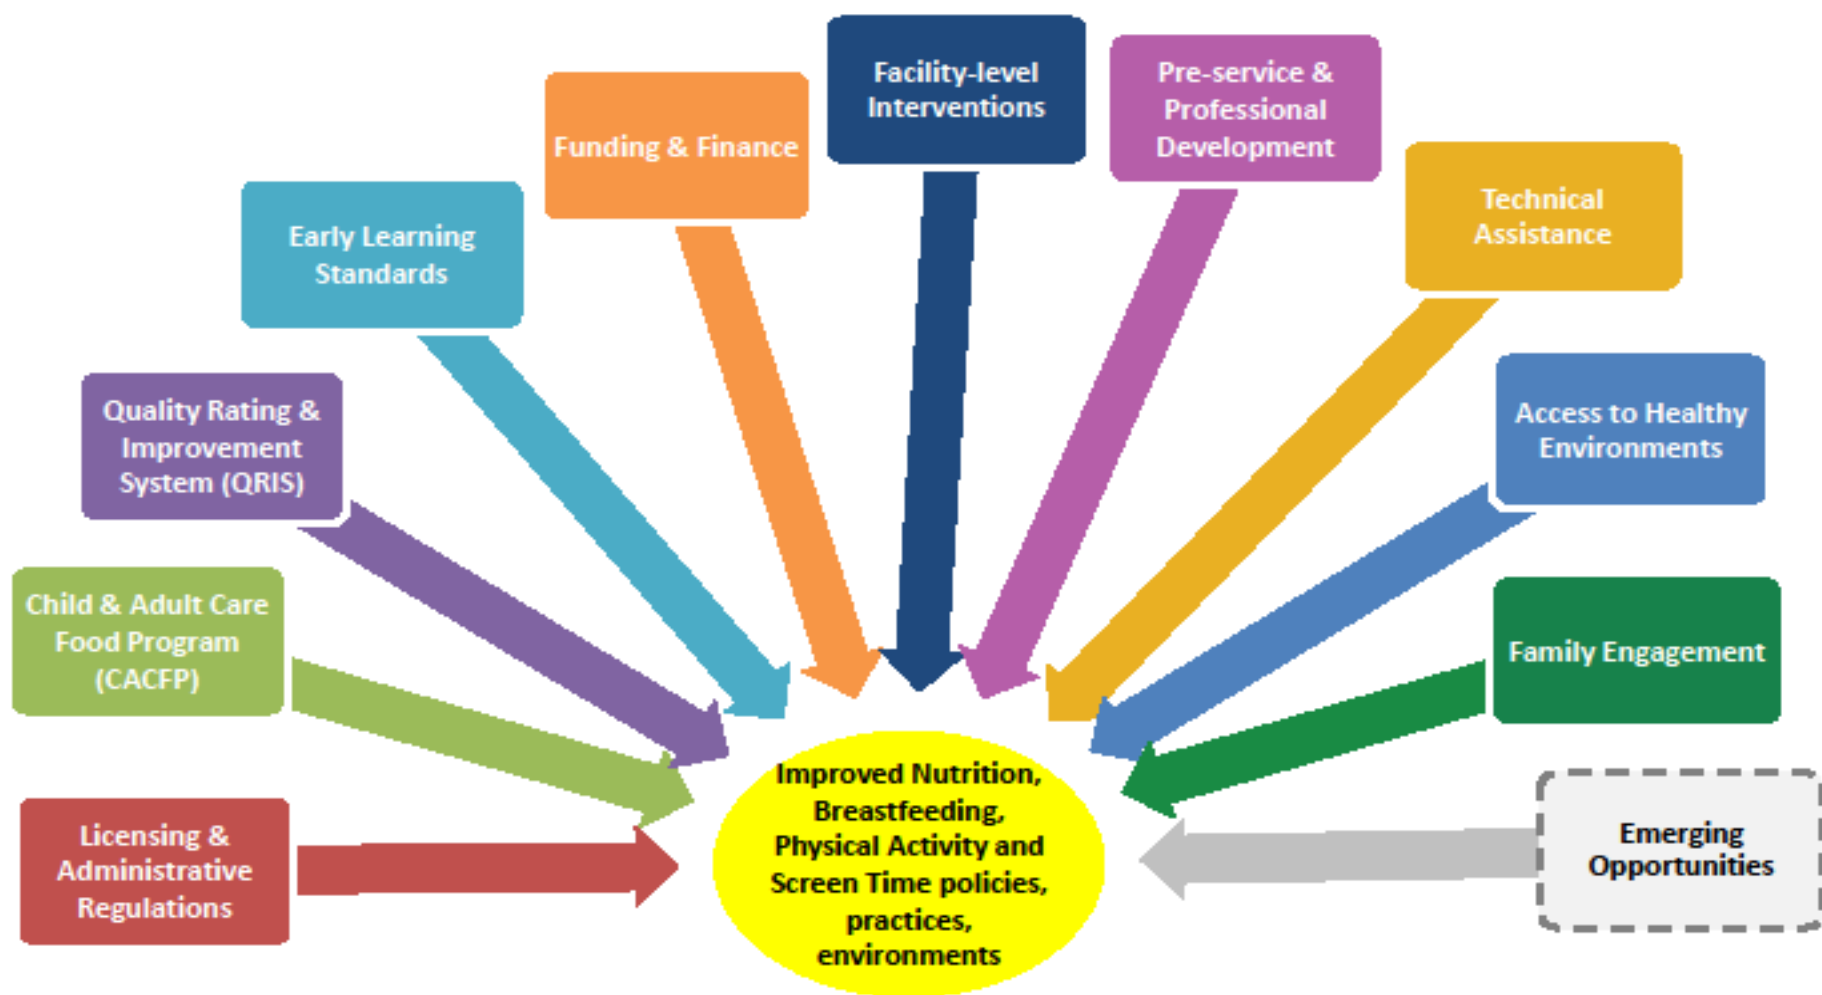 Facility-level
Interventions
Pre-service &
Professional
Development
Funding & Finance
Technical
Assistance
Early Learning
Standards
Quality Rating &
Improvement
System (QRIS)
Access to Healthy
Environments
Child & Adult Care
Food Program
(CACFP)
Family Engagement
Licensing &
Administrative
Regulations
Improved Nutrition,
Breastfeeding,
Physical Activity and
Screen Time policies,
practices,
environments
Emerging
Opportunities